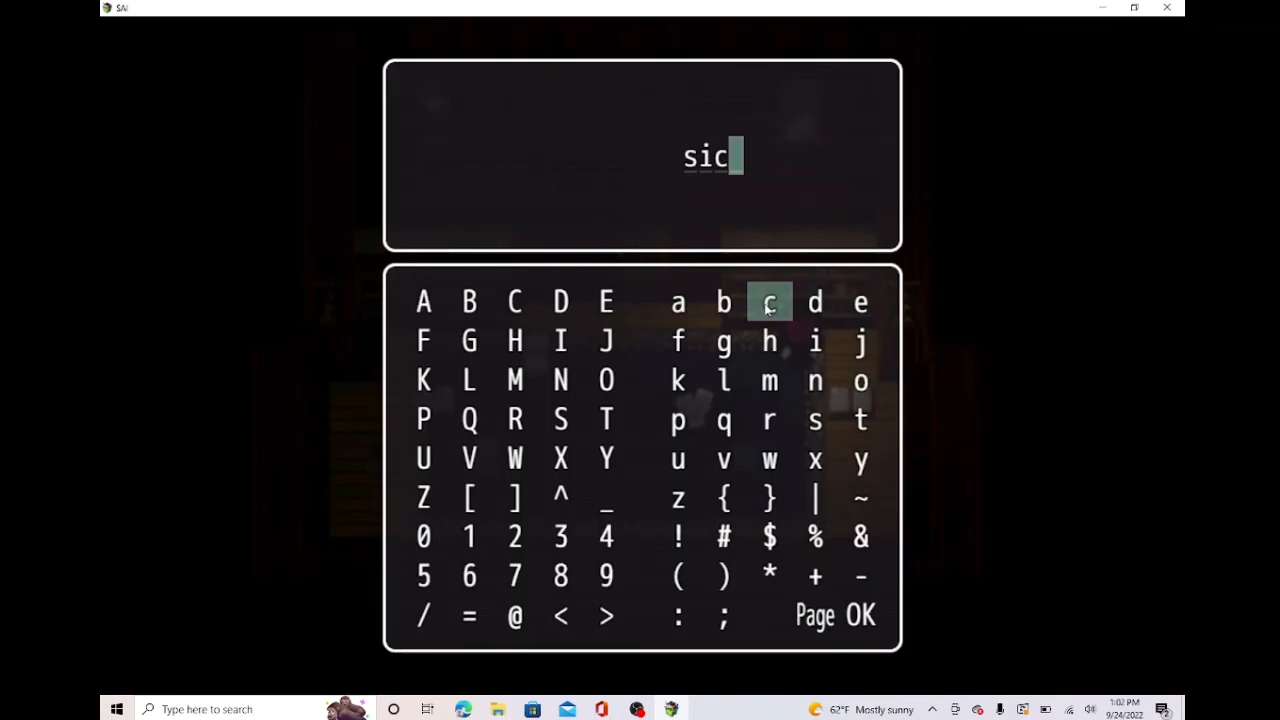 SAI
sic
A B C D E a b c d e
F G H I J f g h i j
K L M N O k l m n o
P Q R S T p q r s t
U V W X Y u v w x y
Z [ ] ^ _ z { } | ~
0 1 2 3 4 ! # $ % &
5 6 7 8 9 ( ) * + -
/ = @ < > : ; Page OK
Type here to search
62°F Mostly sunny
1:02 PM
9/24/2022
2